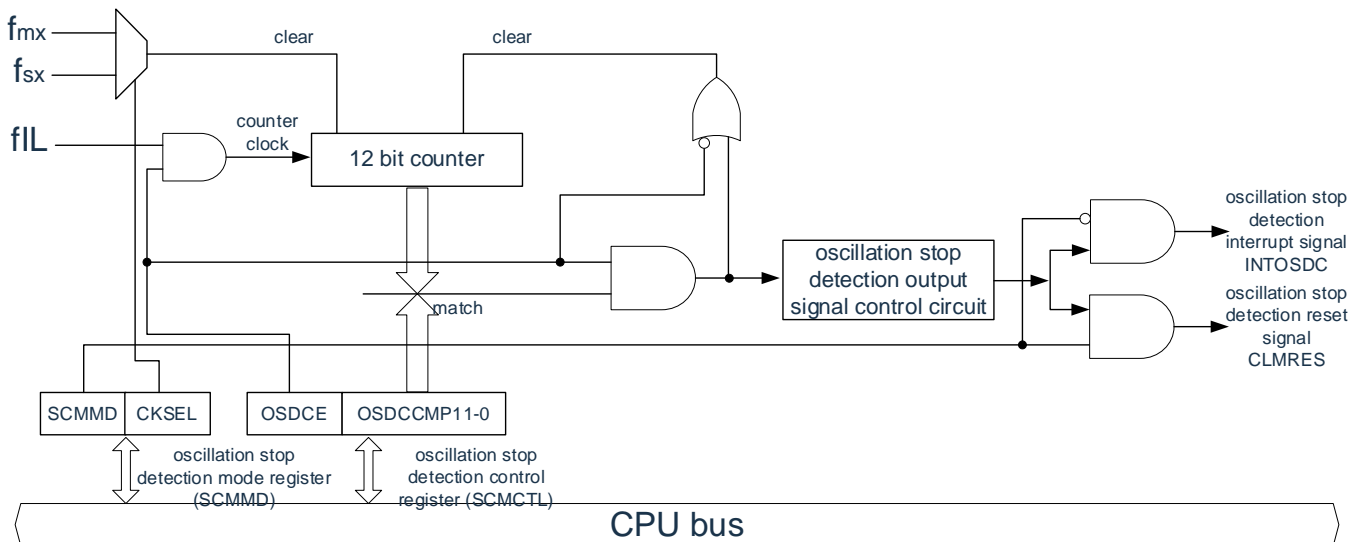 fmx
fsx
fIL
clear
clear
counter
clock
12 bit counter
match
oscillation stop
detection output
signal control circuit
oscillation stop
detection
interrupt signal
INTOSDC
oscillation stop
detection reset
signal
CLMRES
SCMMD
CKSEL
OSDCE
OSDCCMP11-0
oscillation stop
detection mode register
(SCMMD)
oscillation stop
detection control
register (SCMCTL)
CPU bus